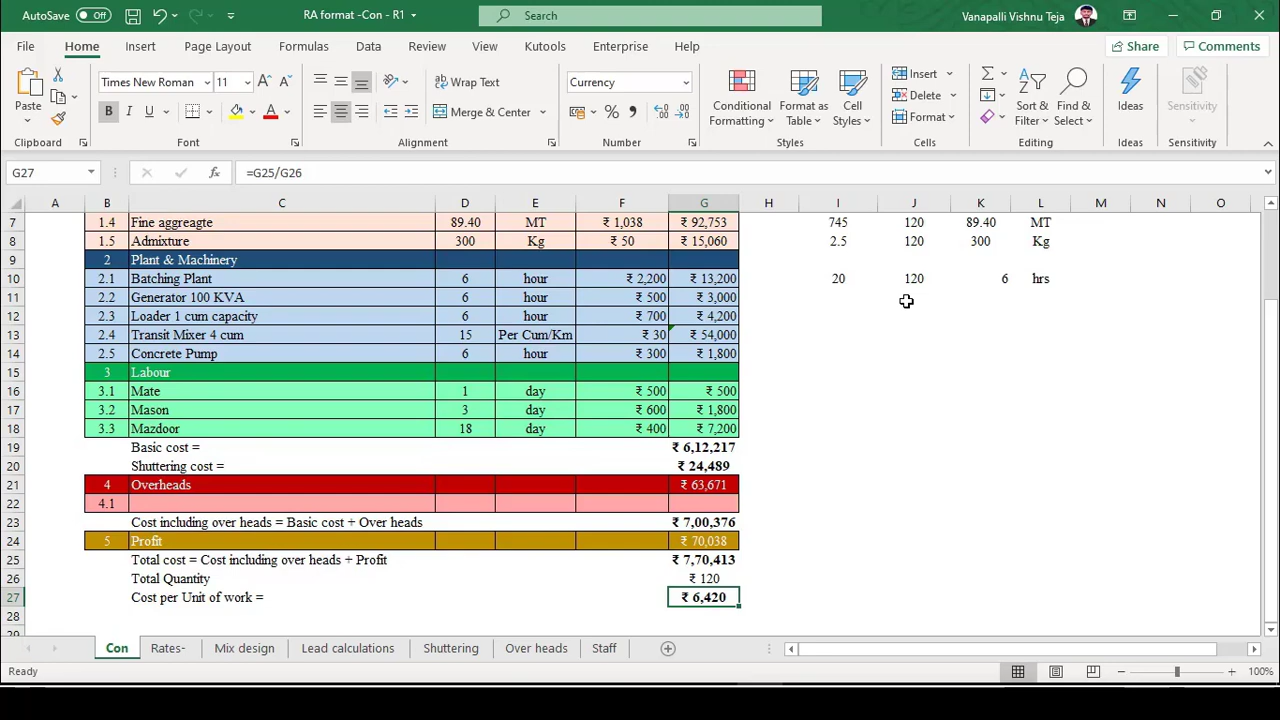 AutoSave Off RA format -Con - R1 Search Vanapalli Vishnu Teja
File Home Insert Page Layout Formulas Data Review View Kutools Enterprise Help Share Comments
Paste Times New Roman 11 Wrap Text Currency Conditional Formatting Format as Table Cell Styles Insert Sort & Filter Find & Select Ideas Sensitivity
B I U Merge & Center % Delete Format
Clipboard Font Alignment Number Styles Cells Editing Ideas Sensitivity
G27 fx =G25/G26
A B C D E F G H I J K L M N O
7 1.4 Fine aggreagte 89.40 MT ₹ 1,038 ₹ 92,753 745 120 89.40 MT
8 1.5 Admixture 300 Kg ₹ 50 ₹ 15,060 2.5 120 300 Kg
9 2 Plant & Machinery
10 2.1 Batching Plant 6 hour ₹ 2,200 ₹ 13,200 20 120 6 hrs
11 2.2 Generator 100 KVA 6 hour ₹ 500 ₹ 3,000
12 2.3 Loader 1 cum capacity 6 hour ₹ 700 ₹ 4,200
13 2.4 Transit Mixer 4 cum 15 Per Cum/Km ₹ 30 ₹ 54,000
14 2.5 Concrete Pump 6 hour ₹ 300 ₹ 1,800
15 3 Labour
16 3.1 Mate 1 day ₹ 500 ₹ 500
17 3.2 Mason 3 day ₹ 600 ₹ 1,800
18 3.3 Mazdoor 18 day ₹ 400 ₹ 7,200
19 Basic cost = ₹ 6,12,217
20 Shuttering cost = ₹ 24,489
21 4 Overheads ₹ 63,671
22 4.1
23 Cost including over heads = Basic cost + Over heads ₹ 7,00,376
24 5 Profit ₹ 70,038
25 Total cost = Cost including over heads + Profit ₹ 7,70,413
26 Total Quantity ₹ 120
27 Cost per Unit of work = ₹ 6,420
28
29
Con Rates- Mix design Lead calculations Shuttering Over heads Staff
Ready 100%